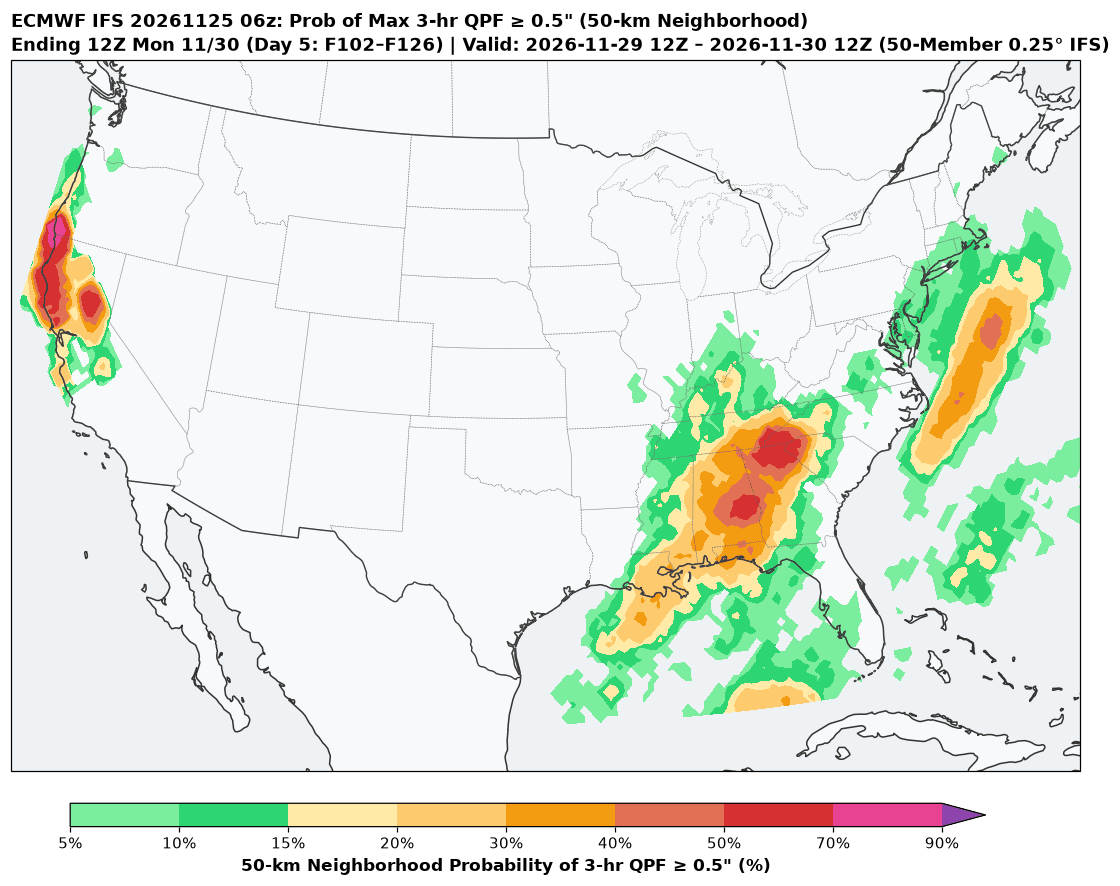 ECMWF IFS 20261125 06z: Prob of Max 3-hr QPF ≥ 0.5" (50-km Neighborhood)
Ending 12Z Mon 11/30 (Day 5: F102–F126) | Valid: 2026-11-29 12Z – 2026-11-30 12Z (50-Member 0.25° IFS)
5% 10% 15% 20% 30% 40% 50% 70% 90%
50-km Neighborhood Probability of 3-hr QPF ≥ 0.5" (%)